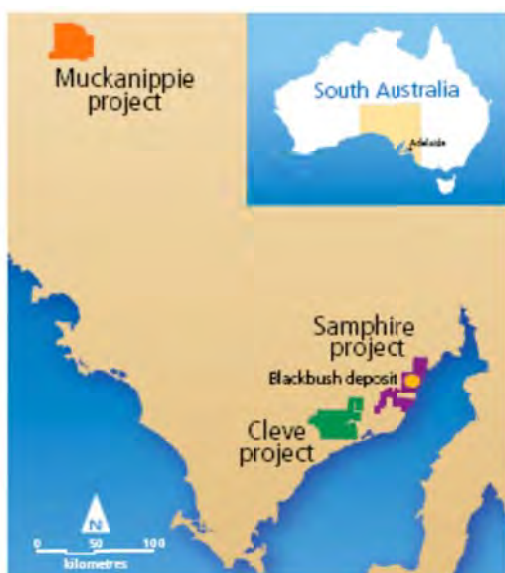 Muckanippie
project
South Australia
Adelaide
Samphire
project
Blackbush deposit
Cleve
project
N
0 50 100
kilometres